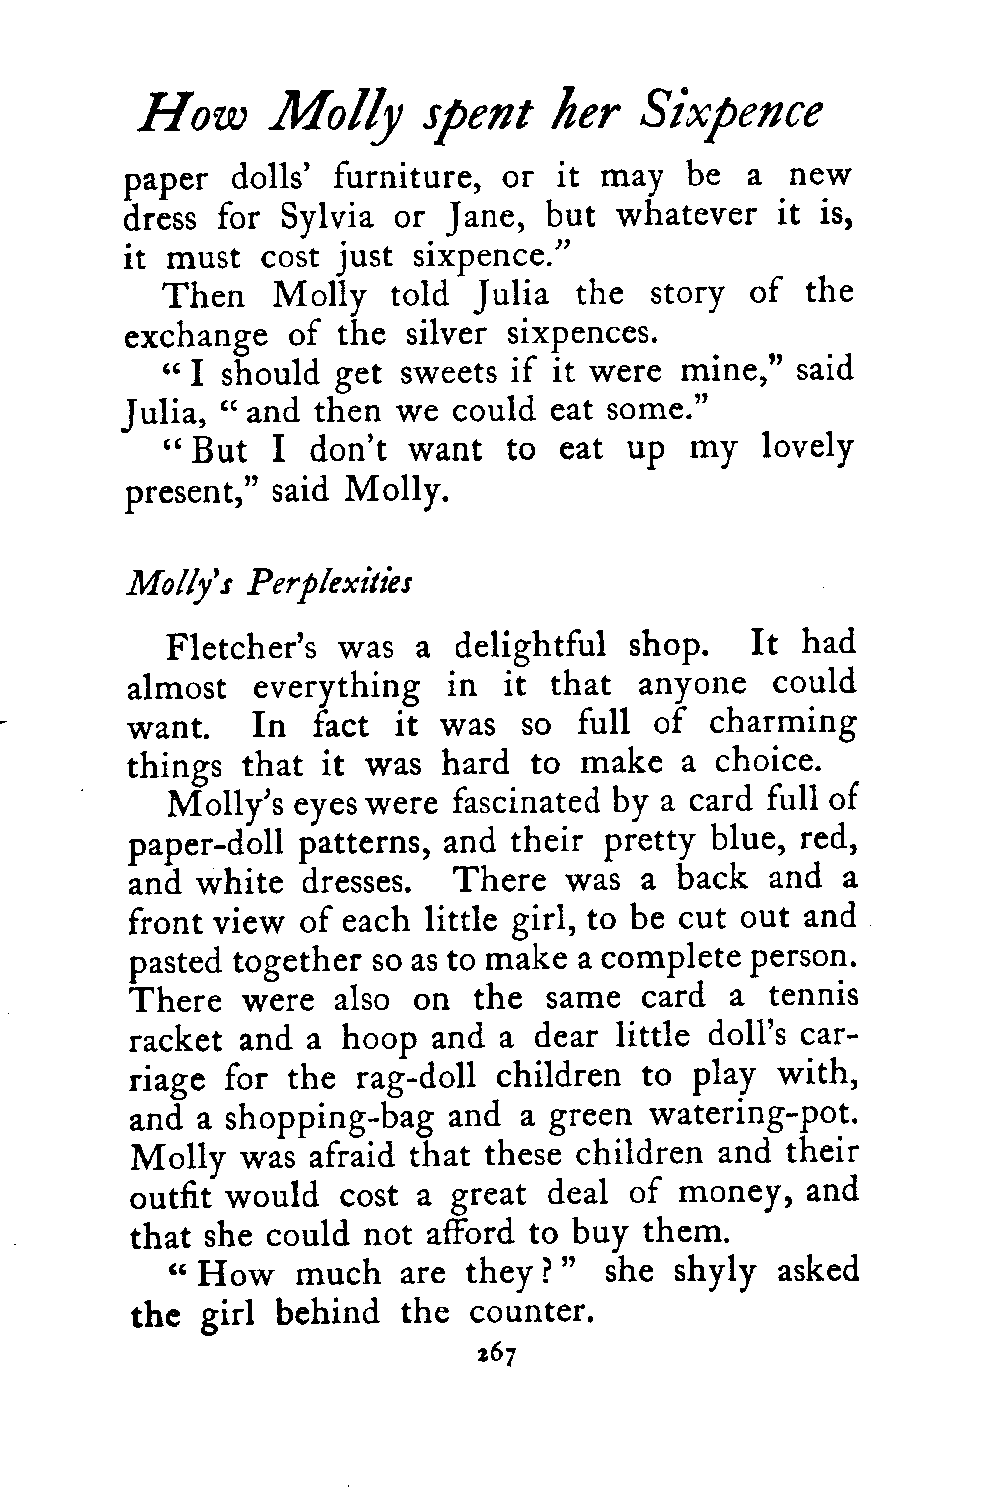 How Molly spent her Sixpence
paper dolls' furniture, or it may be a new
dress for Sylvia or Jane, but whatever it is,
it must cost just sixpence."
Then Molly told Julia the story of the
exchange of the silver sixpences.
"I should get sweets if it were mine," said
Julia, "and then we could eat some."
"But I don't want to eat up my lovely
present," said Molly.
Molly's Perplexities
Fletcher's was a delightful shop. It had
almost everything in it that anyone could
want. In fact it was so full of charming
things that it was hard to make a choice.
Molly's eyes were fascinated by a card full of
paper-doll patterns, and their pretty blue, red,
and white dresses. There was a back and a
front view of each little girl, to be cut out and
pasted together so as to make a complete person.
There were also on the same card a tennis
racket and a hoop and a dear little doll's car-
riage for the rag-doll children to play with,
and a shopping-bag and a green watering-pot.
Molly was afraid that these children and their
outfit would cost a great deal of money, and
that she could not afford to buy them.
"How much are they?" she shyly asked
the girl behind the counter.
267